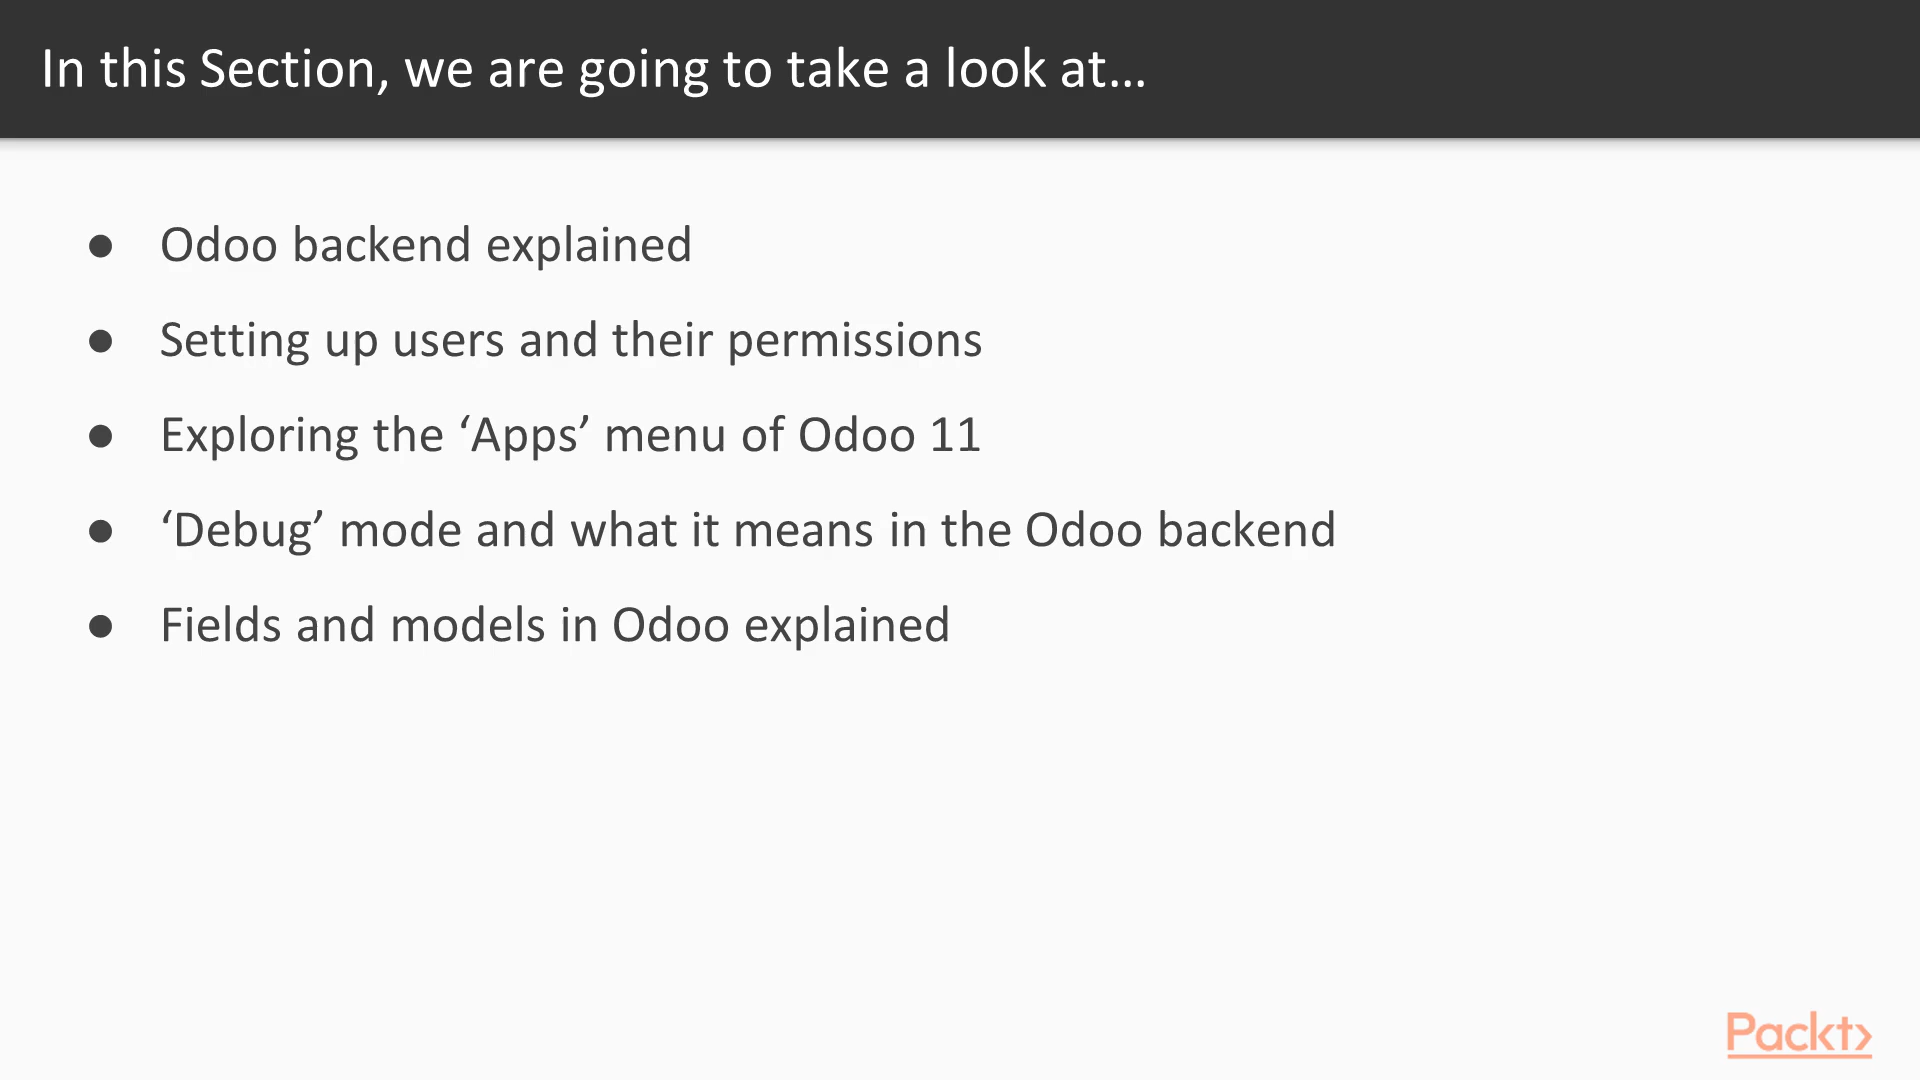 In this Section, we are going to take a look at...
● Odoo backend explained
● Setting up users and their permissions
● Exploring the ‘Apps’ menu of Odoo 11
● ‘Debug’ mode and what it means in the Odoo backend
● Fields and models in Odoo explained
Packt>